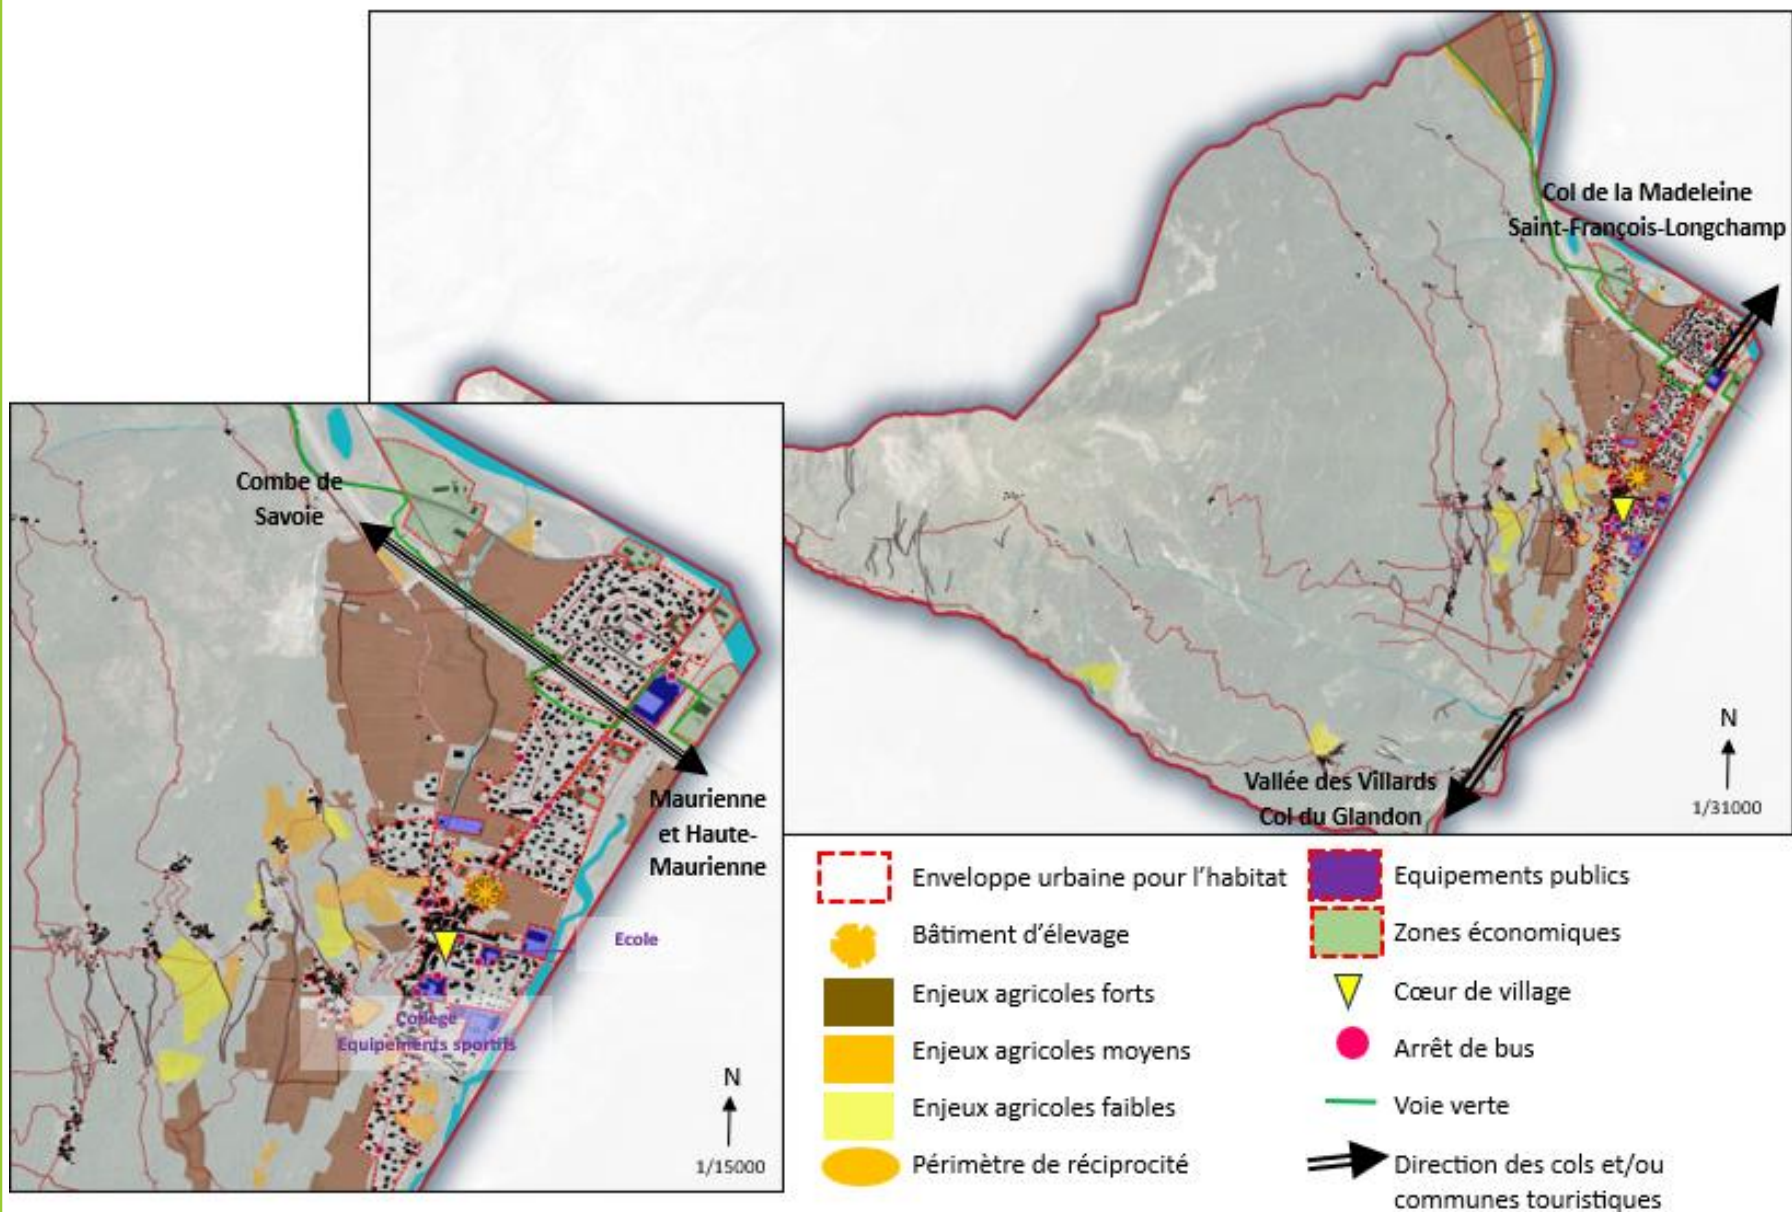 Col de la Madeleine
Saint-François-Longchamp
Vallée des Villards
Col du Glandon
N
1/31000
Combe de
Savoie
Maurienne
et Haute-
Maurienne
Ecole
Collège
Equipements sportifs
N
1/15000
Enveloppe urbaine pour l'habitat
Bâtiment d'élevage
Enjeux agricoles forts
Enjeux agricoles moyens
Enjeux agricoles faibles
Périmètre de réciprocité
Equipements publics
Zones économiques
Cœur de village
Arrêt de bus
Voie verte
Direction des cols et/ou
communes touristiques